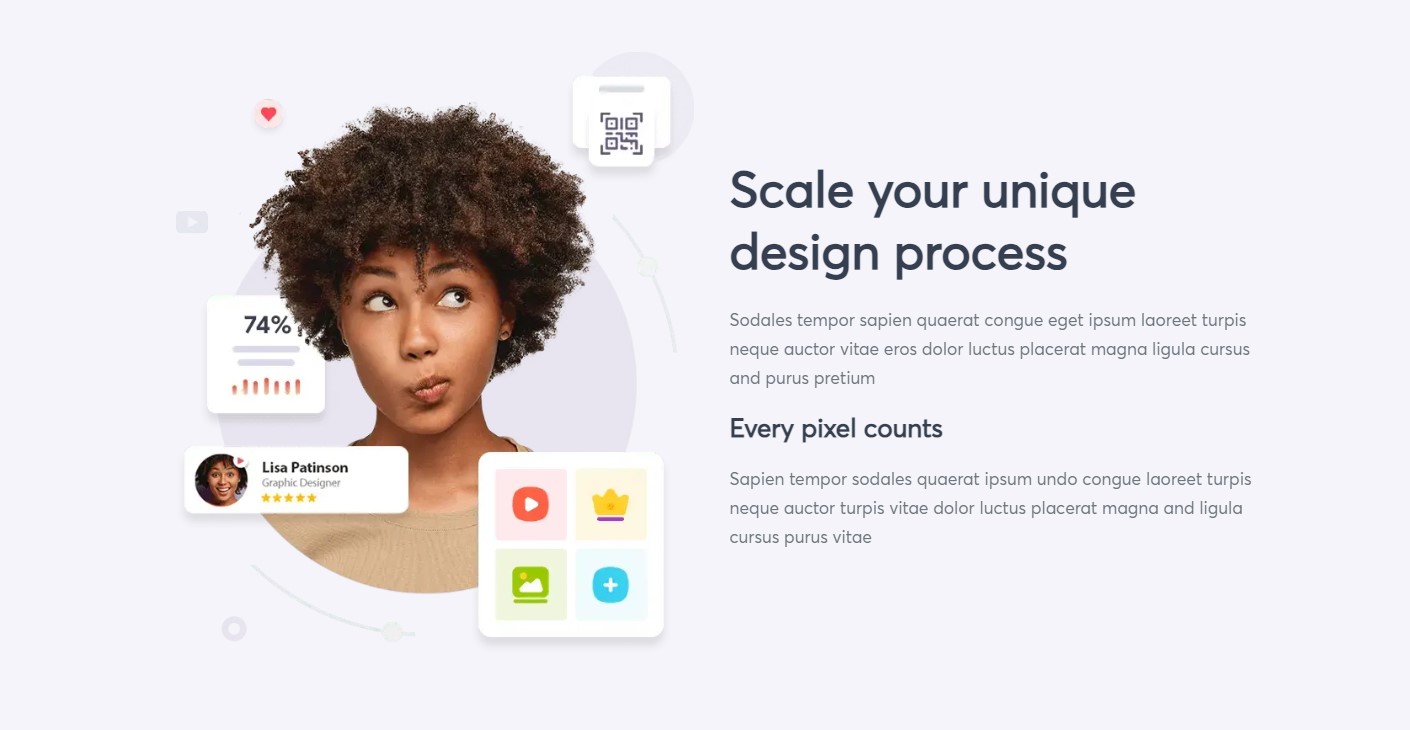 Scale your unique
design process
Sodales tempor sapien quaerat congue eget ipsum laoreet turpis
neque auctor vitae eros dolor luctus placerat magna ligula cursus
and purus pretium
Every pixel counts
Sapien tempor sodales quaerat ipsum undo congue laoreet turpis
neque auctor turpis vitae dolor luctus placerat magna and ligula
cursus purus vitae
74%
Lisa Patinson
Graphic Designer